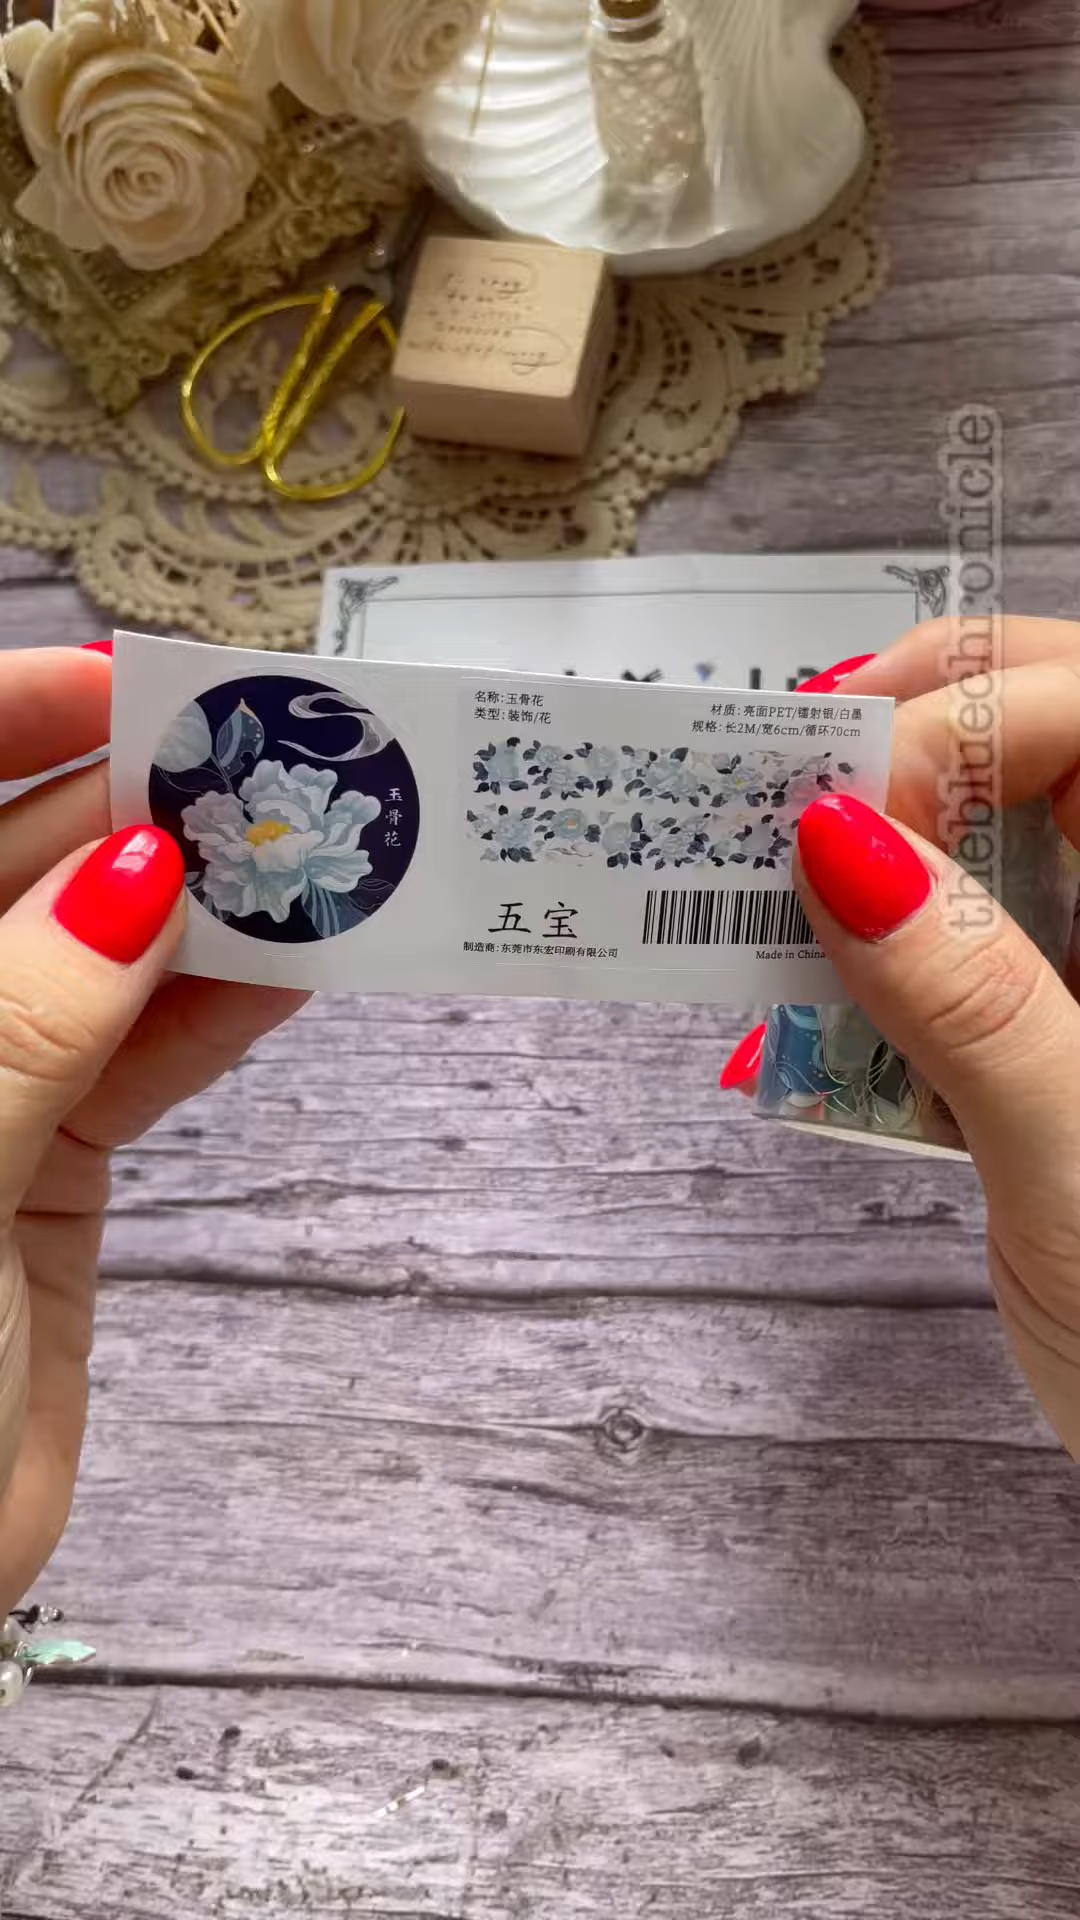 玉骨花
名称:玉骨花
类型:装饰/花
材质:亮面PET/镭射银/白墨
规格:长2M/宽6cm/循环70cm
五宝
制造商:东莞市东宏印刷有限公司
Made in China
thebluechronicle